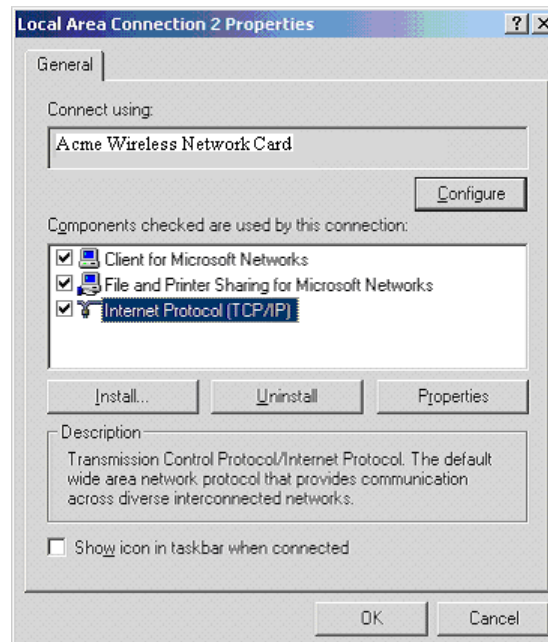 Local Area Connection 2 Properties
General
Connect using:
Acme Wireless Network Card
Configure
Components checked are used by this connection:
Client for Microsoft Networks
File and Printer Sharing for Microsoft Networks
Internet Protocol (TCP/IP)
Install...
Uninstall
Properties
Description
Transmission Control Protocol/Internet Protocol. The default
wide area network protocol that provides communication
across diverse interconnected networks.
Show icon in taskbar when connected
OK
Cancel